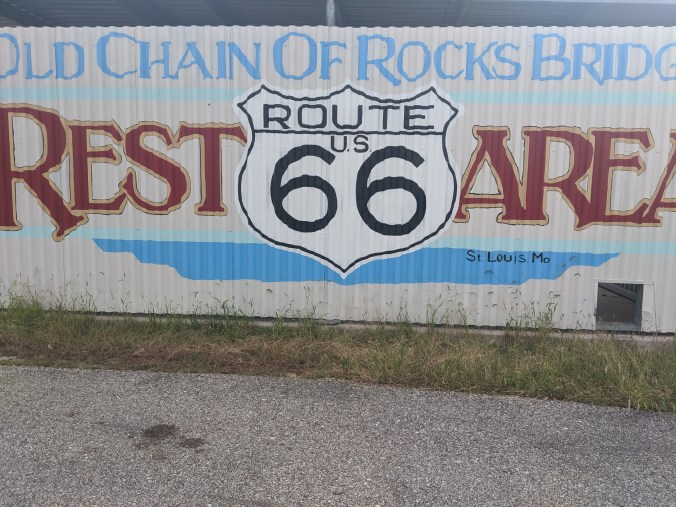 OLD CHAIN OF ROCKS BRIDG
REST AREA
ROUTE
U.S
66
St. Louis, Mo